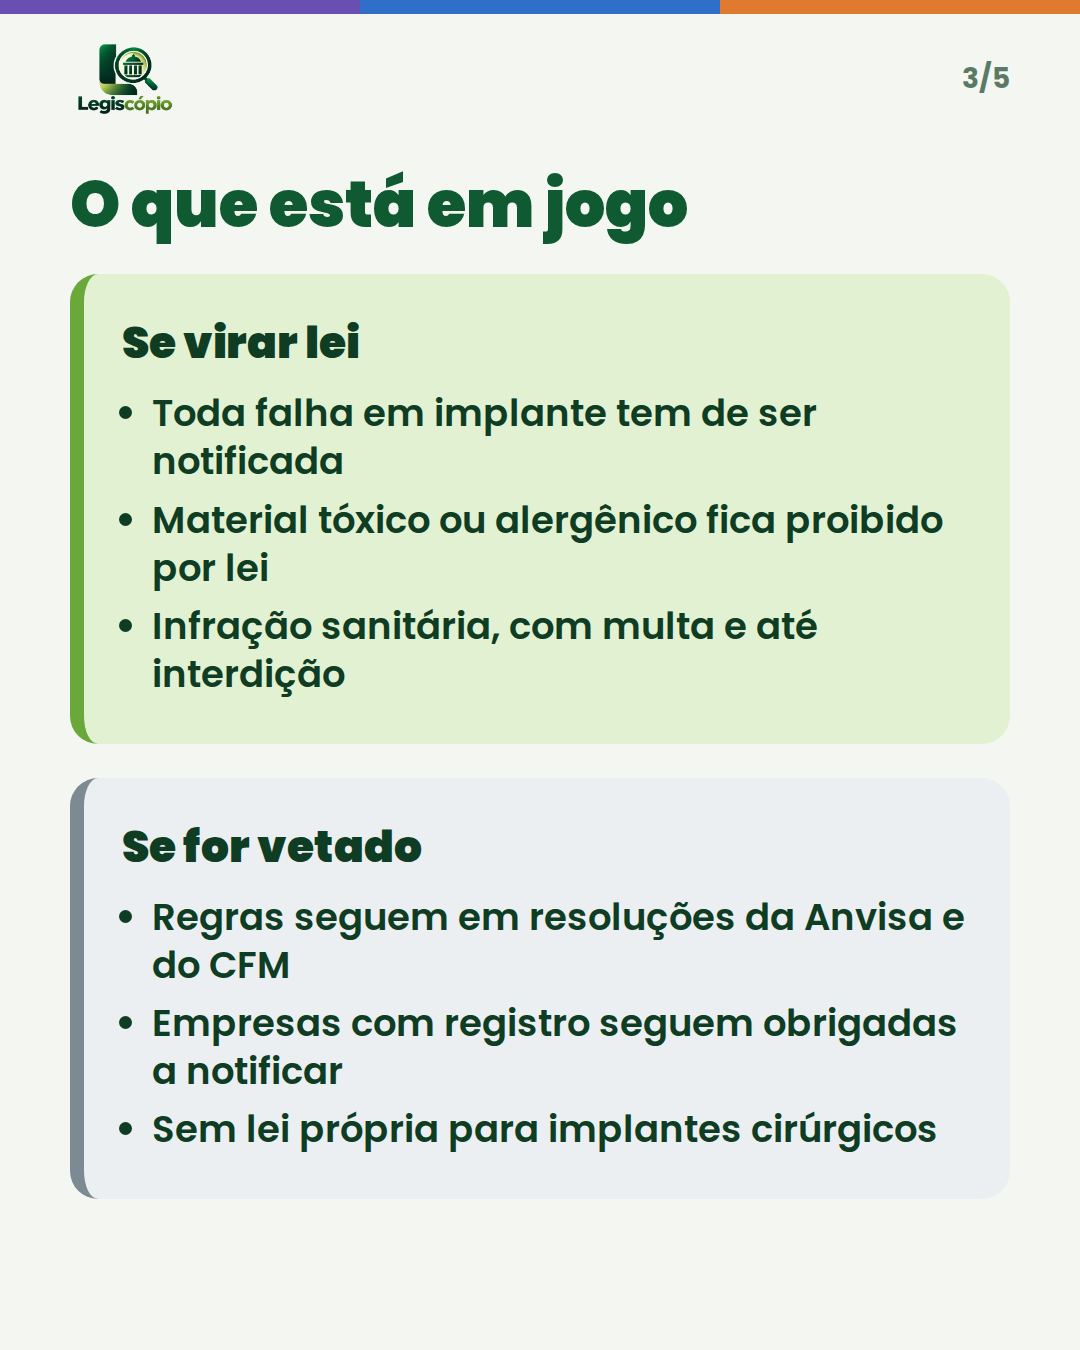 Legiscópio
3/5
O que está em jogo
Se virar lei
• Toda falha em implante tem de ser
notificada
• Material tóxico ou alergênico fica proibido
por lei
• Infração sanitária, com multa e até
interdição
Se for vetado
• Regras seguem em resoluções da Anvisa e
do CFM
• Empresas com registro seguem obrigadas
a notificar
• Sem lei própria para implantes cirúrgicos